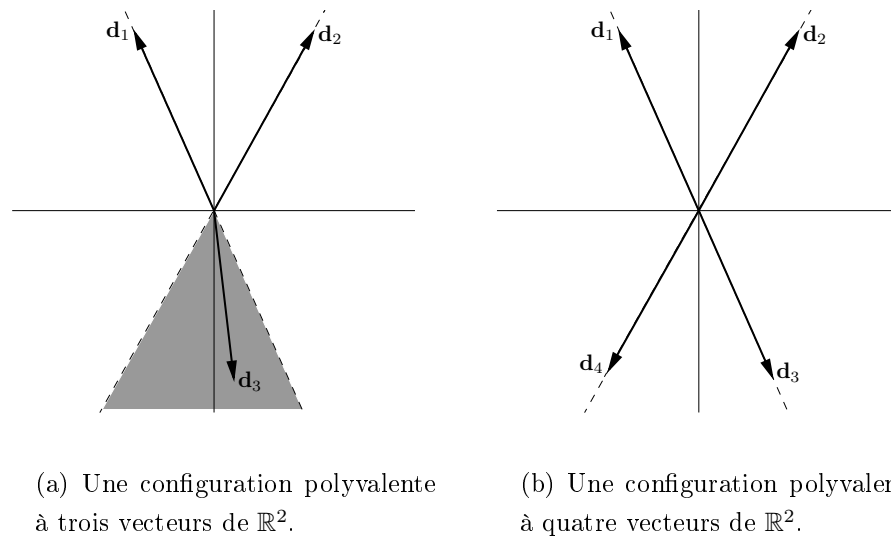 d₁
d₂
d₃
d₁
d₂
d₄
d₃
(a) Une configuration polyvalente
à trois vecteurs de ℝ².
(b) Une configuration
à quatre vecteurs de ℝ².